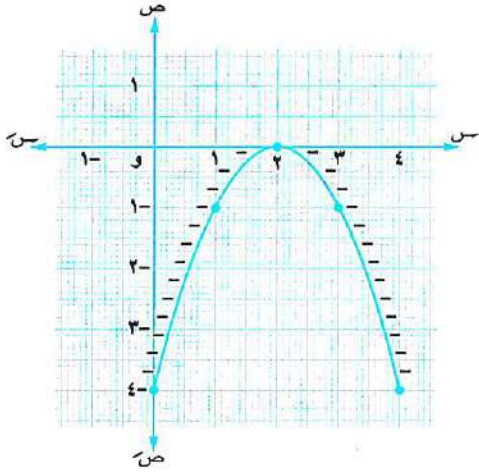 ص
١
س	سَ
١-	و	١	٢	٣	٤
١-
٢-
٣-
٤-
صَ